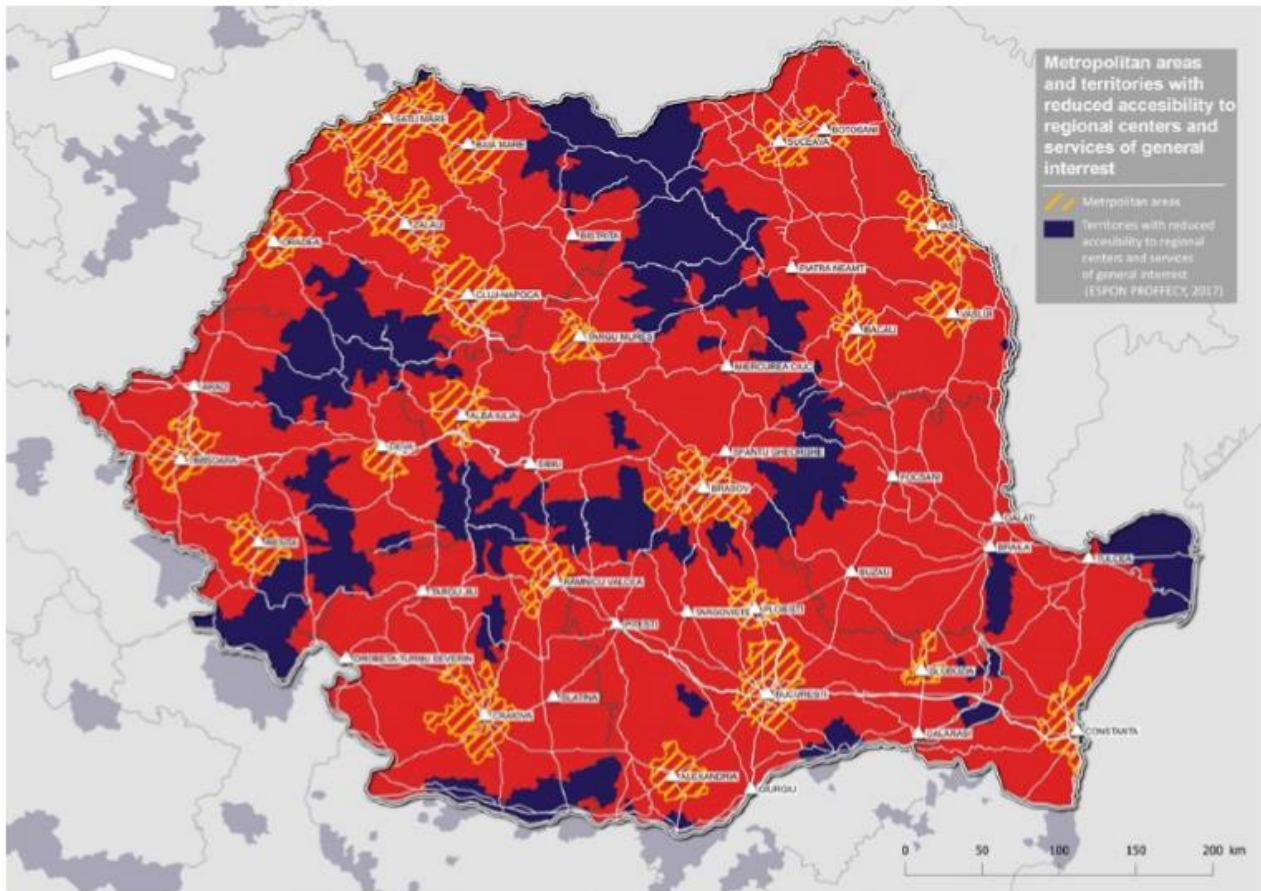 Metropolitan areas
and territories with
reduced accesibility to
regional centers and
services of general
interrest
Metrpolitan areas
Territories with reduced
accesibility to regional
centers and services
of general interrest
(ESPON PROFFECY, 2017)
SATU MARE
BAIA MARE
BOTOSANI
SUCEAVA
ZALAU
IASI
ORADEA
BISTRITA
PIATRA NEAMT
CLUJ-NAPOCA
VASLUI
BACAU
TARGU MURES
MIERCUREA CIUC
ARAD
ALBA IULIA
DEVA
TIMISOARA
SIBIU
SFANTU GHEORGHE
BRASOV
FOCSANI
GALATI
RESITA
BRAILA
TULCEA
BUZAU
RAMNICU VALCEA
TARGU JIU
TARGOVISTE
PLOIESTI
PITESTI
DROBETA-TURNU SEVERIN
SLOBOZIA
SLATINA
BUCURESTI
CRAIOVA
CALARASI
CONSTANTA
ALEXANDRIA
GIURGIU
0 50 100 150 200 km